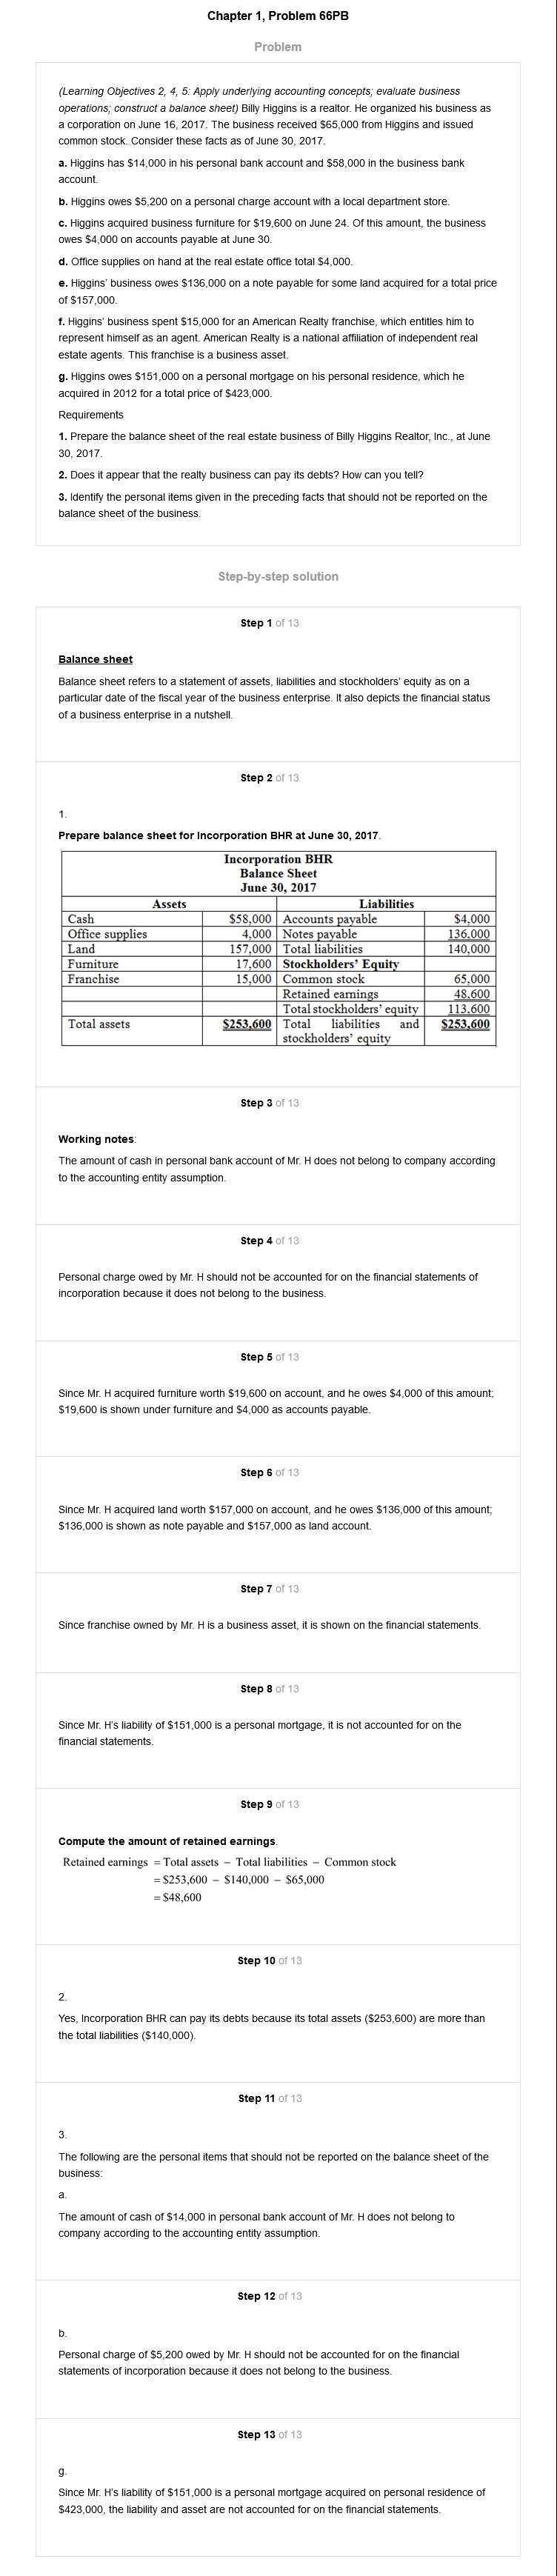 Chapter 1, Problem 66PB
Problem
(Learning Objectives 2, 4, 5: Apply underlying accounting concepts; evaluate business
operations; construct a balance sheet) Billy Higgins is a realtor. He organized his business as
a corporation on June 16, 2017. The business received $65,000 from Higgins and issued
common stock. Consider these facts as of June 30, 2017.
a. Higgins has $14,000 in his personal bank account and $58,000 in the business bank
account.
b. Higgins owes $5,200 on a personal charge account with a local department store.
c. Higgins acquired business furniture for $19,600 on June 24. Of this amount, the business
owes $4,000 on accounts payable at June 30.
d. Office supplies on hand at the real estate office total $4,000.
e. Higgins' business owes $136,000 on a note payable for some land acquired for a total price
of $157,000.
f. Higgins' business spent $15,000 for an American Realty franchise, which entitles him to
represent himself as an agent. American Realty is a national affiliation of independent real
estate agents. This franchise is a business asset.
g. Higgins owes $151,000 on a personal mortgage on his personal residence, which he
acquired in 2012 for a total price of $423,000.
Requirements
1. Prepare the balance sheet of the real estate business of Billy Higgins Realtor, Inc., at June
30, 2017.
2. Does it appear that the realty business can pay its debts? How can you tell?
3. Identify the personal items given in the preceding facts that should not be reported on the
balance sheet of the business.
Step-by-step solution
Step 1 of 13
Balance sheet
Balance sheet refers to a statement of assets, liabilities and stockholders' equity as on a
particular date of the fiscal year of the business enterprise. It also depicts the financial status
of a business enterprise in a nutshell.
Step 2 of 13
1.
Prepare balance sheet for Incorporation BHR at June 30, 2017.
Incorporation BHR
Balance Sheet
June 30, 2017
Assets Liabilities
Cash $58,000 Accounts payable $4,000
Office supplies 4,000 Notes payable 136,000
Land 157,000 Total liabilities 140,000
Furniture 17,600 Stockholders' Equity
Franchise 15,000 Common stock 65,000
Retained earnings 48,600
Total stockholders' equity 113,600
Total assets $253,600 Total liabilities and $253,600
stockholders' equity
Step 3 of 13
Working notes:
The amount of cash in personal bank account of Mr. H does not belong to company according
to the accounting entity assumption.
Step 4 of 13
Personal charge owed by Mr. H should not be accounted for on the financial statements of
incorporation because it does not belong to the business.
Step 5 of 13
Since Mr. H acquired furniture worth $19,600 on account, and he owes $4,000 of this amount;
$19,600 is shown under furniture and $4,000 as accounts payable.
Step 6 of 13
Since Mr. H acquired land worth $157,000 on account, and he owes $136,000 of this amount;
$136,000 is shown as note payable and $157,000 as land account.
Step 7 of 13
Since franchise owned by Mr. H is a business asset, it is shown on the financial statements.
Step 8 of 13
Since Mr. H's liability of $151,000 is a personal mortgage, it is not accounted for on the
financial statements.
Step 9 of 13
Compute the amount of retained earnings.
Retained earnings = Total assets − Total liabilities − Common stock
= $253,600 − $140,000 − $65,000
= $48,600
Step 10 of 13
2.
Yes, Incorporation BHR can pay its debts because its total assets ($253,600) are more than
the total liabilities ($140,000).
Step 11 of 13
3.
The following are the personal items that should not be reported on the balance sheet of the
business:
a.
The amount of cash of $14,000 in personal bank account of Mr. H does not belong to
company according to the accounting entity assumption.
Step 12 of 13
b.
Personal charge of $5,200 owed by Mr. H should not be accounted for on the financial
statements of incorporation because it does not belong to the business.
Step 13 of 13
g.
Since Mr. H's liability of $151,000 is a personal mortgage acquired on personal residence of
$423,000, the liability and asset are not accounted for on the financial statements.